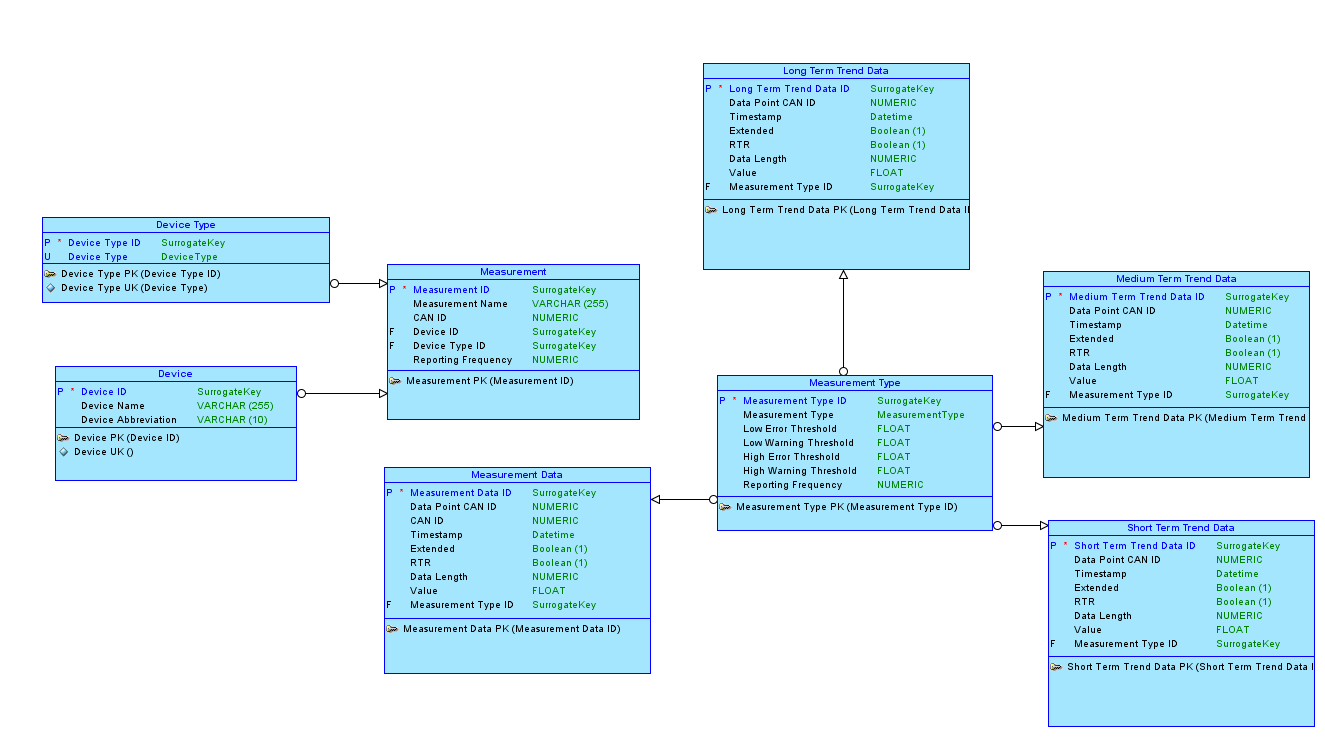 Long Term Trend Data
P * Long Term Trend Data ID SurrogateKey
Data Point CAN ID NUMERIC
Timestamp Datetime
Extended Boolean (1)
RTR Boolean (1)
Data Length NUMERIC
Value FLOAT
F Measurement Type ID SurrogateKey
Long Term Trend Data PK (Long Term Trend Data I
Device Type
P * Device Type ID SurrogateKey
U Device Type DeviceType
Device Type PK (Device Type ID)
Device Type UK (Device Type)
Measurement
P * Measurement ID SurrogateKey
Measurement Name VARCHAR (255)
CAN ID NUMERIC
F Device ID SurrogateKey
F Device Type ID SurrogateKey
Reporting Frequency NUMERIC
Measurement PK (Measurement ID)
Medium Term Trend Data
P * Medium Term Trend Data ID SurrogateKey
Data Point CAN ID NUMERIC
Timestamp Datetime
Extended Boolean (1)
RTR Boolean (1)
Data Length NUMERIC
Value FLOAT
F Measurement Type ID SurrogateKey
Medium Term Trend Data PK (Medium Term Trend
Device
P * Device ID SurrogateKey
Device Name VARCHAR (255)
Device Abbreviation VARCHAR (10)
Device PK (Device ID)
Device UK ()
Measurement Type
P * Measurement Type ID SurrogateKey
Measurement Type MeasurementType
Low Error Threshold FLOAT
Low Warning Threshold FLOAT
High Error Threshold FLOAT
High Warning Threshold FLOAT
Reporting Frequency NUMERIC
Measurement Type PK (Measurement Type ID)
Measurement Data
P * Measurement Data ID SurrogateKey
Data Point CAN ID NUMERIC
CAN ID NUMERIC
Timestamp Datetime
Extended Boolean (1)
RTR Boolean (1)
Data Length NUMERIC
Value FLOAT
F Measurement Type ID SurrogateKey
Measurement Data PK (Measurement Data ID)
Short Term Trend Data
P * Short Term Trend Data ID SurrogateKey
Data Point CAN ID NUMERIC
Timestamp Datetime
Extended Boolean (1)
RTR Boolean (1)
Data Length NUMERIC
Value FLOAT
F Measurement Type ID SurrogateKey
Short Term Trend Data PK (Short Term Trend Data I